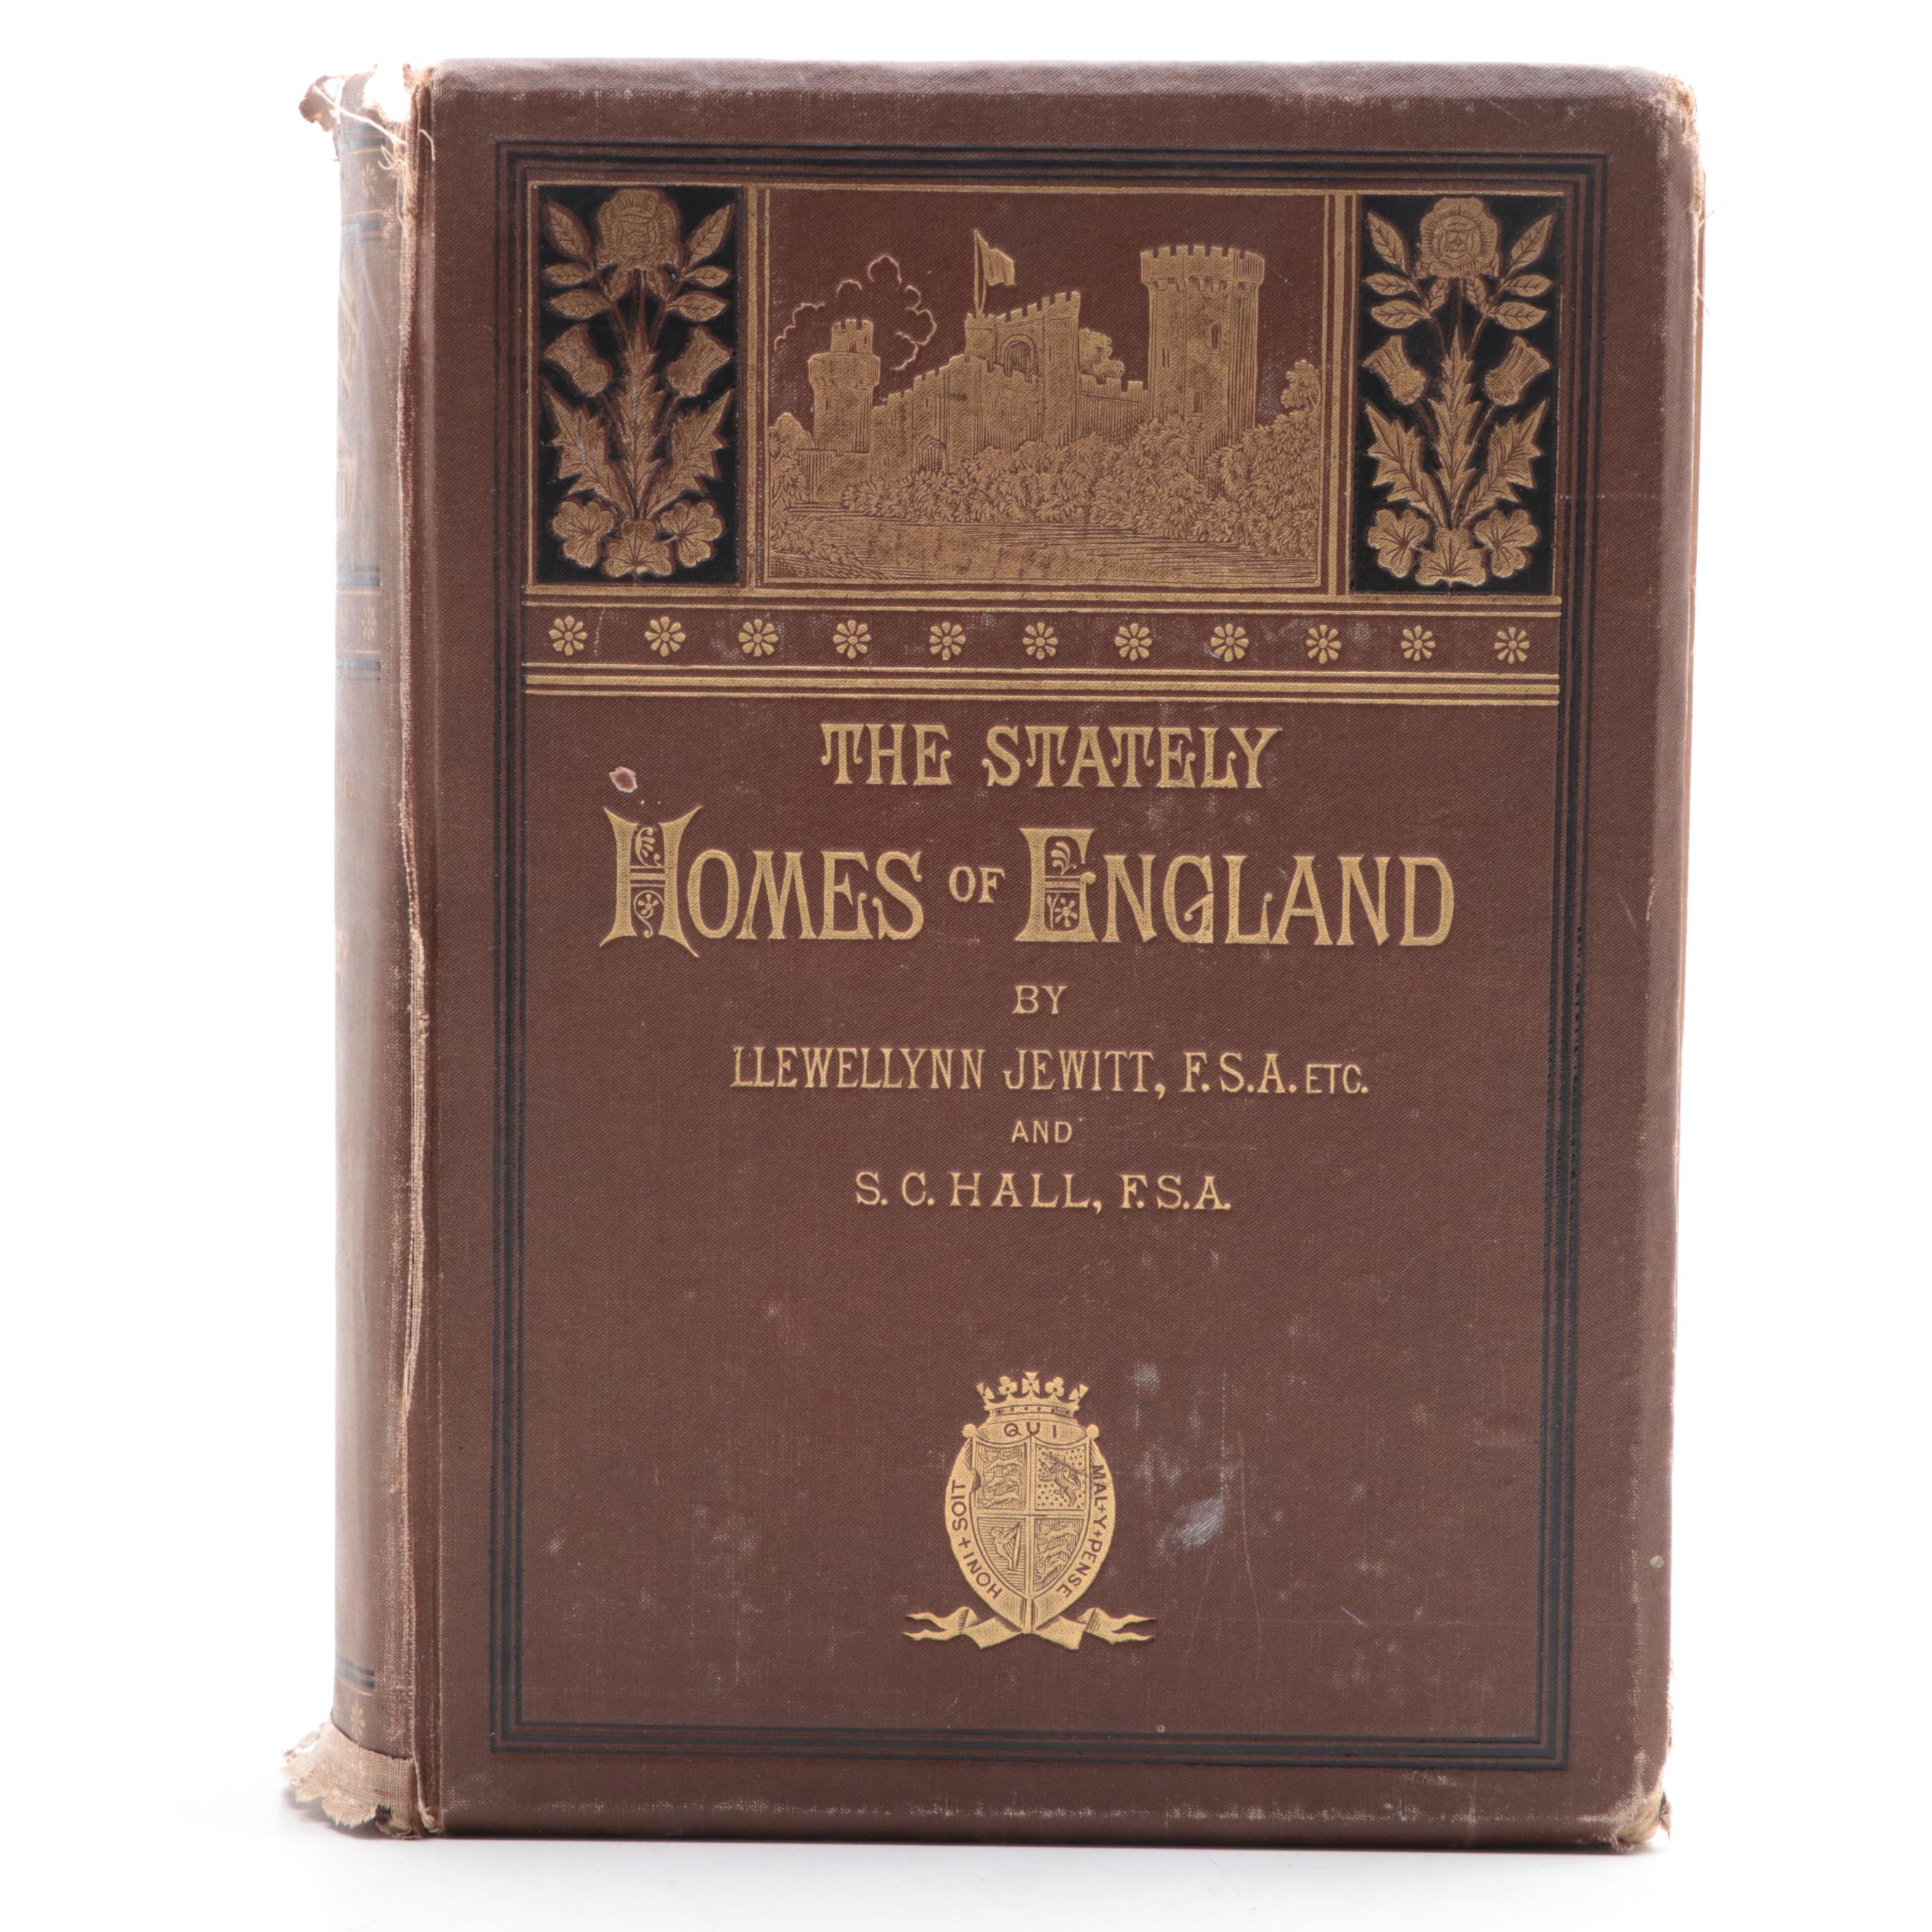 THE STATELY
HOMES OF ENGLAND
BY
LLEWELLYNN JEWITT, F.S.A. ETC.
AND
S. C. HALL, F.S.A.
HONI + SOIT QUI MAL + Y + PENSE